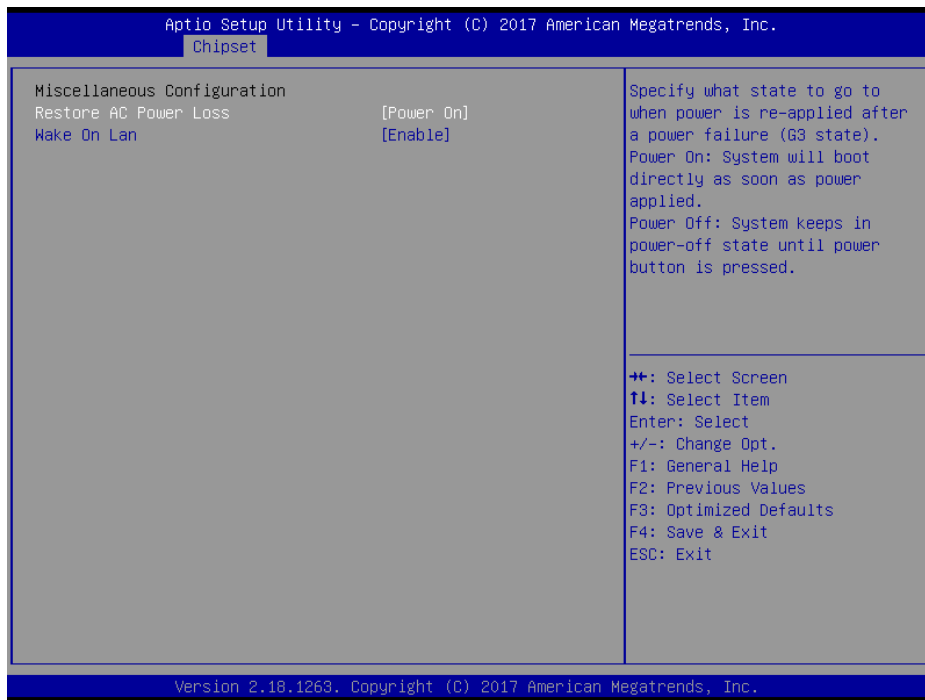 Aptio Setup Utility – Copyright (C) 2017 American Megatrends, Inc.
Chipset
Miscellaneous Configuration
Restore AC Power Loss [Power On]
Wake On Lan [Enable]
Specify what state to go to
when power is re-applied after
a power failure (G3 state).
Power On: System will boot
directly as soon as power
applied.
Power Off: System keeps in
power-off state until power
button is pressed.
→←: Select Screen
↑↓: Select Item
Enter: Select
+/-: Change Opt.
F1: General Help
F2: Previous Values
F3: Optimized Defaults
F4: Save & Exit
ESC: Exit
Version 2.18.1263. Copyright (C) 2017 American Megatrends, Inc.